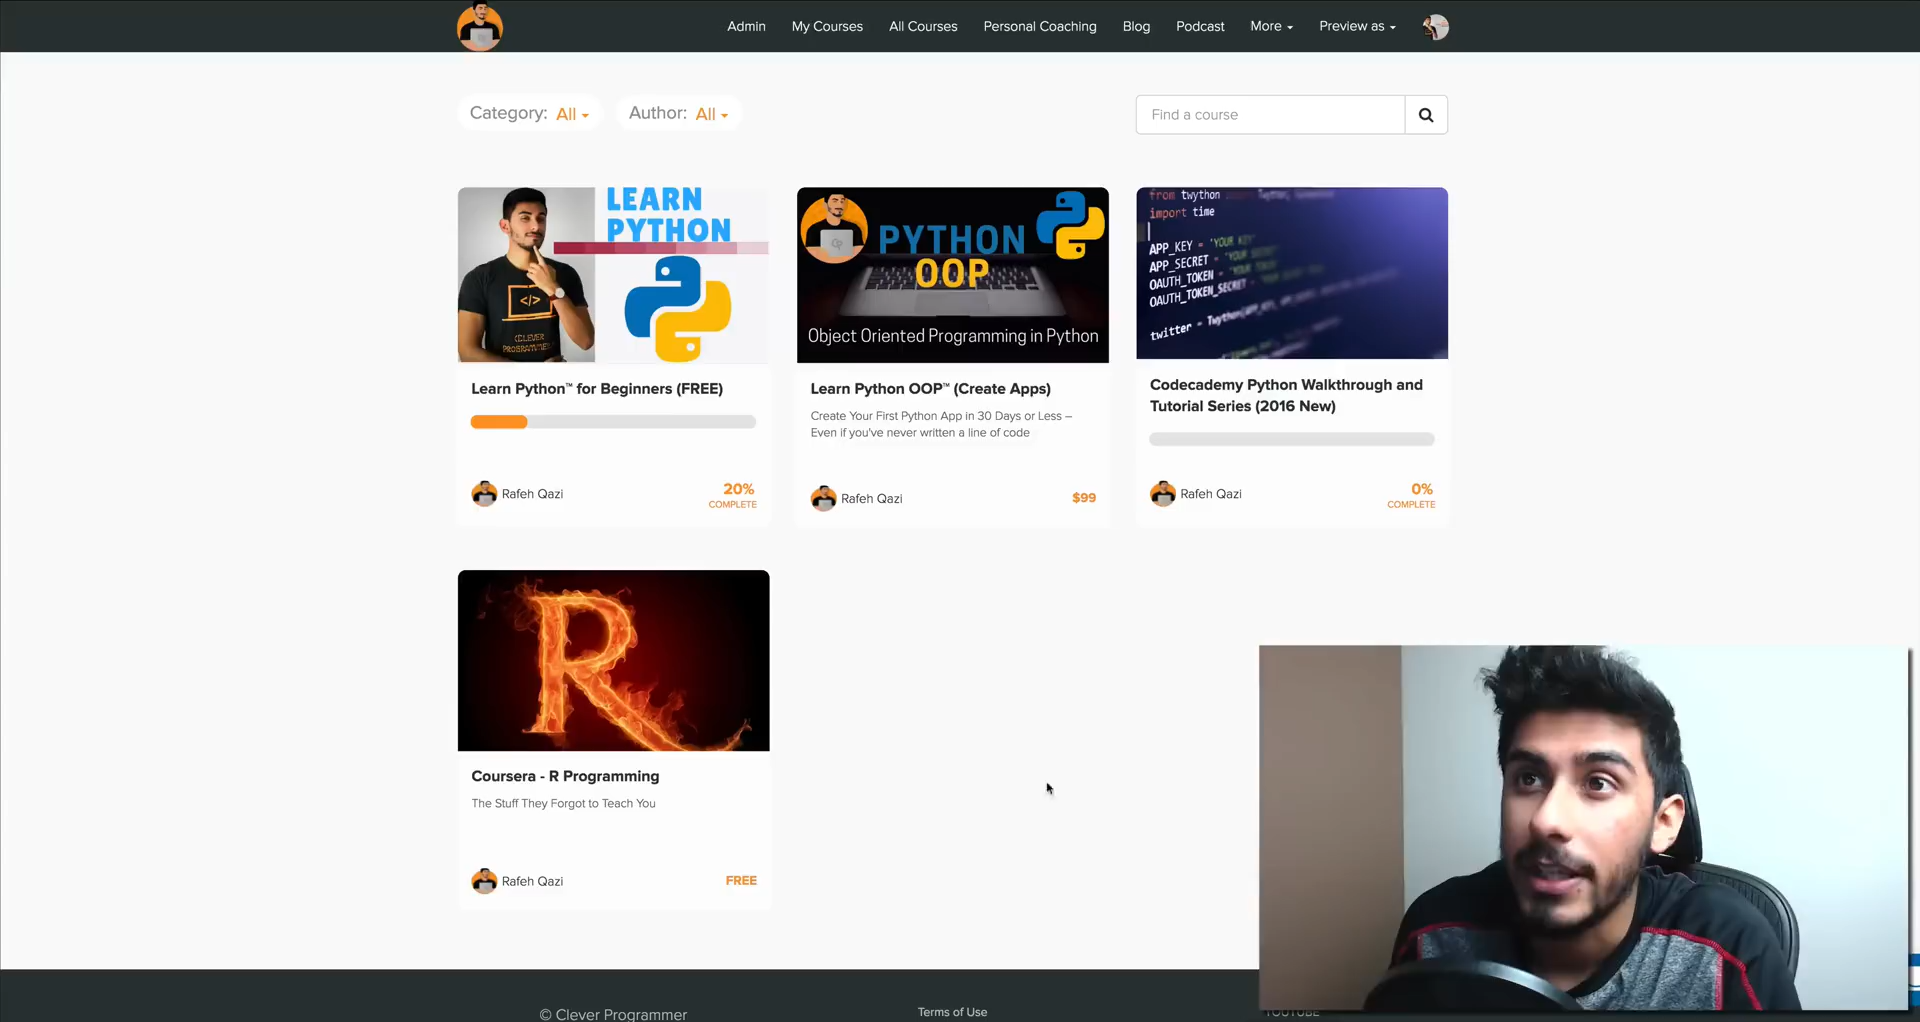 Admin
My Courses
All Courses
Personal Coaching
Blog
Podcast
More
Preview as
Category: All
Author: All
Find a course
LEARN
PYTHON
</>
PYTHON
OOP
Object Oriented Programming in Python
from twython
import time
APP_KEY = 'YOUR KEY'
APP_SECRET =
OAUTH_TOKEN =
OAUTH_TOKEN_SECRET =
twitter =
Learn Python™ for Beginners (FREE)
Rafeh Qazi
20%
COMPLETE
Learn Python OOP™ (Create Apps)
Create Your First Python App in 30 Days or Less –
Even if you've never written a line of code
Rafeh Qazi
$99
Codecademy Python Walkthrough and
Tutorial Series (2016 New)
Rafeh Qazi
0%
COMPLETE
R
Coursera - R Programming
The Stuff They Forgot to Teach You
Rafeh Qazi
FREE
© Clever Programmer
Terms of Use
YOUTUBE